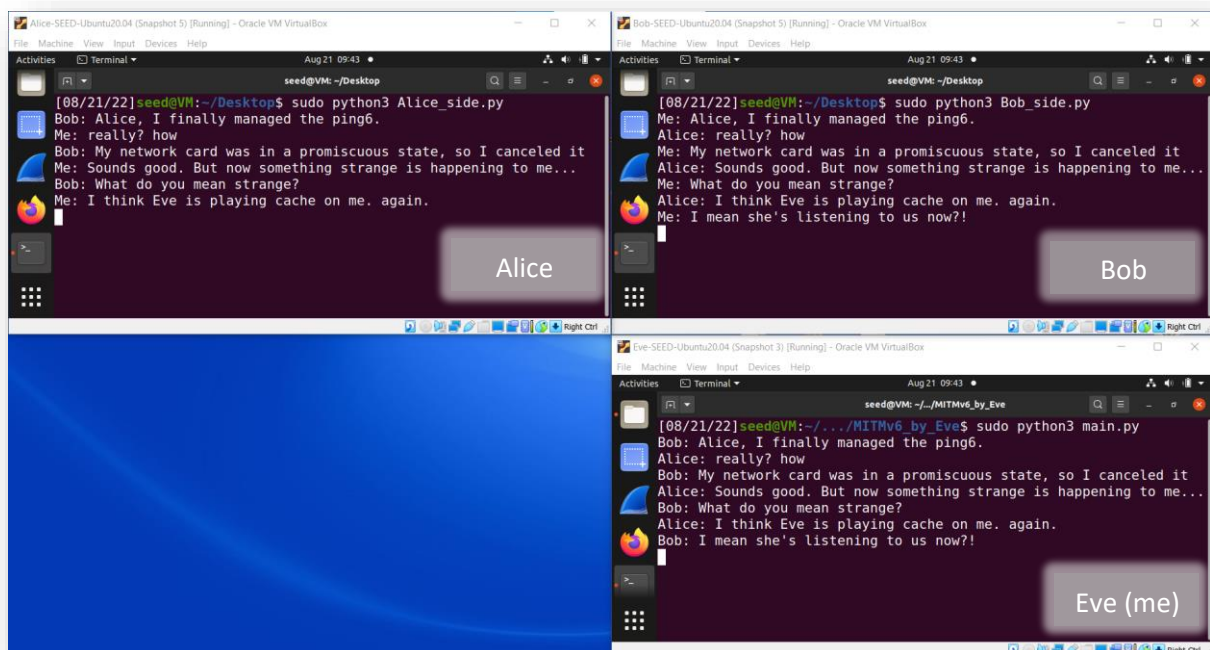 Alice-SEED-Ubuntu20.04 (Snapshot 5) [Running] - Oracle VM VirtualBox
File Machine View Input Devices Help
Activities Terminal Aug 21 09:43
seed@VM: ~/Desktop
[08/21/22]seed@VM:~/Desktop$ sudo python3 Alice_side.py
Bob: Alice, I finally managed the ping6.
Me: really? how
Bob: My network card was in a promiscuous state, so I canceled it
Me: Sounds good. But now something strange is happening to me...
Bob: What do you mean strange?
Me: I think Eve is playing cache on me. again.
Alice
Right Ctrl
Bob-SEED-Ubuntu20.04 (Snapshot 5) [Running] - Oracle VM VirtualBox
File Machine View Input Devices Help
Activities Terminal Aug 21 09:43
seed@VM: ~/Desktop
[08/21/22]seed@VM:~/Desktop$ sudo python3 Bob_side.py
Me: Alice, I finally managed the ping6.
Alice: really? how
Me: My network card was in a promiscuous state, so I canceled it
Alice: Sounds good. But now something strange is happening to me...
Me: What do you mean strange?
Alice: I think Eve is playing cache on me. again.
Me: I mean she's listening to us now?!
Bob
Right Ctrl
Eve-SEED-Ubuntu20.04 (Snapshot 3) [Running] - Oracle VM VirtualBox
File Machine View Input Devices Help
Activities Terminal Aug 21 09:43
seed@VM: ~/.../MITMv6_by_Eve
[08/21/22]seed@VM:~/.../MITMv6_by_Eve$ sudo python3 main.py
Bob: Alice, I finally managed the ping6.
Alice: really? how
Bob: My network card was in a promiscuous state, so I canceled it
Alice: Sounds good. But now something strange is happening to me...
Bob: What do you mean strange?
Alice: I think Eve is playing cache on me. again.
Bob: I mean she's listening to us now?!
Eve (me)
Right Ctrl